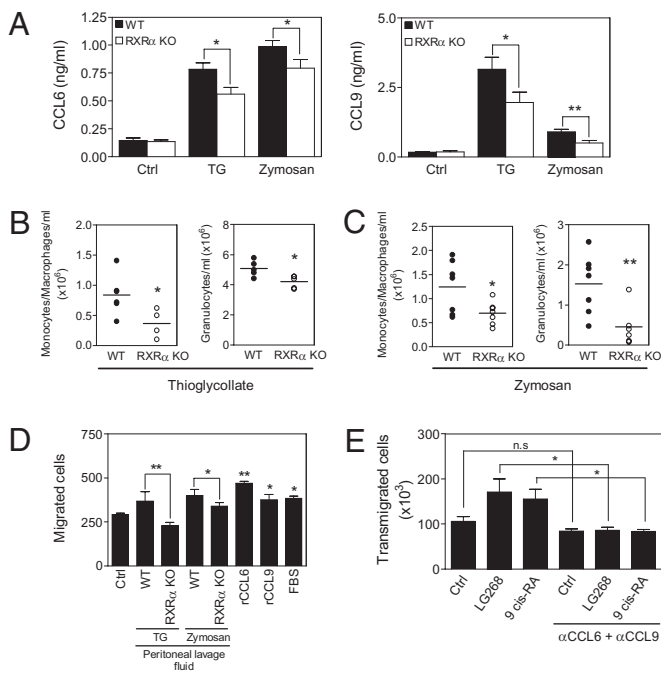 A
CCL6 (ng/ml)
1.25
1.00
0.75
0.50
0.25
0.00
WT
RXRα KO
*
*
Ctrl
TG
Zymosan
CCL9 (ng/ml)
5.0
2.5
0.0
WT
RXRα KO
*
**
Ctrl
TG
Zymosan
B
Monocytes/Macrophages/ml
(x10⁶)
2.0
1.5
1.0
0.5
0.0
*
WT
RXRα KO
Granulocytes/ml (x10⁶)
8
6
4
2
0
*
WT
RXRα KO
Thioglycollate
C
Monocytes/Macrophages/ml
(x10⁶)
2.5
2.0
1.5
1.0
0.5
0.0
*
WT
RXRα KO
Granulocytes/ml (x10⁶)
3
2
1
0
**
WT
RXRα KO
Zymosan
D
Migrated cells
750
500
250
0
**
*
**
*
*
Ctrl
WT
RXRα KO
WT
RXRα KO
rCCL6
rCCL9
FBS
TG
Zymosan
Peritoneal lavage
fluid
E
Transmigrated cells
(x10³)
300
200
100
0
n.s
*
*
Ctrl
LG268
9 cis-RA
Ctrl
LG268
9 cis-RA
αCCL6 + αCCL9